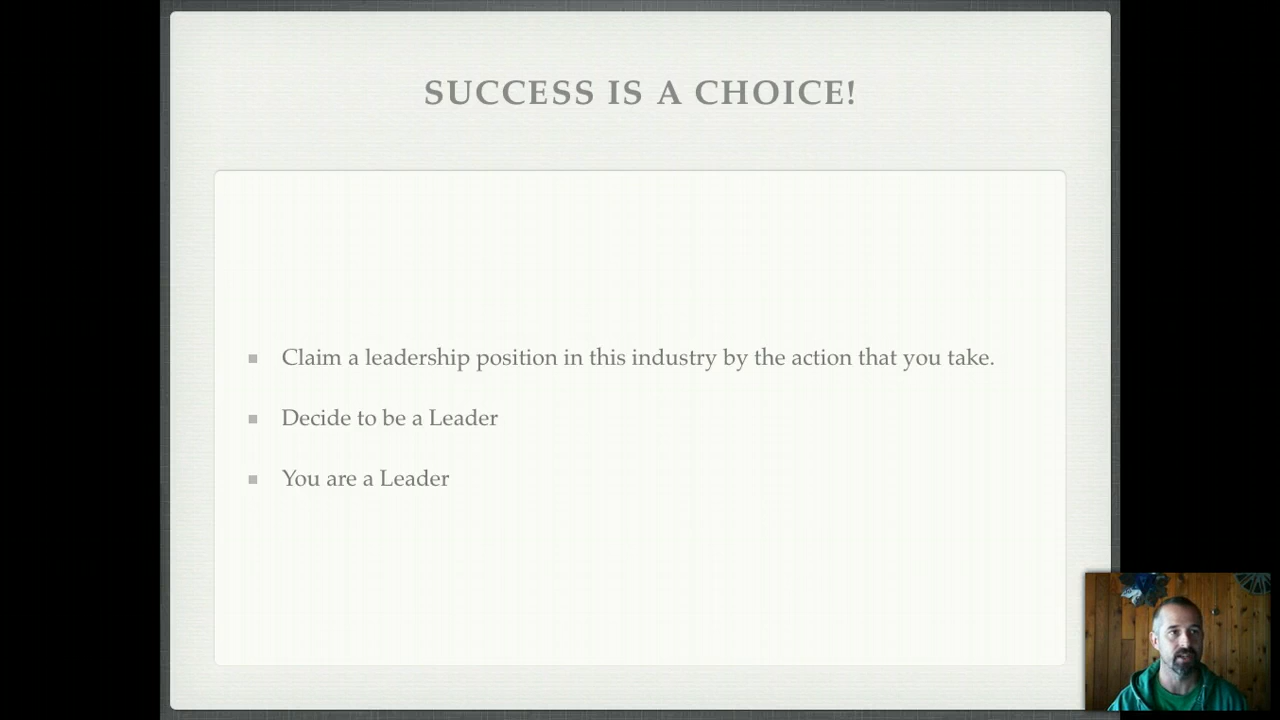 SUCCESS IS A CHOICE!
Claim a leadership position in this industry by the action that you take.
Decide to be a Leader
You are a Leader